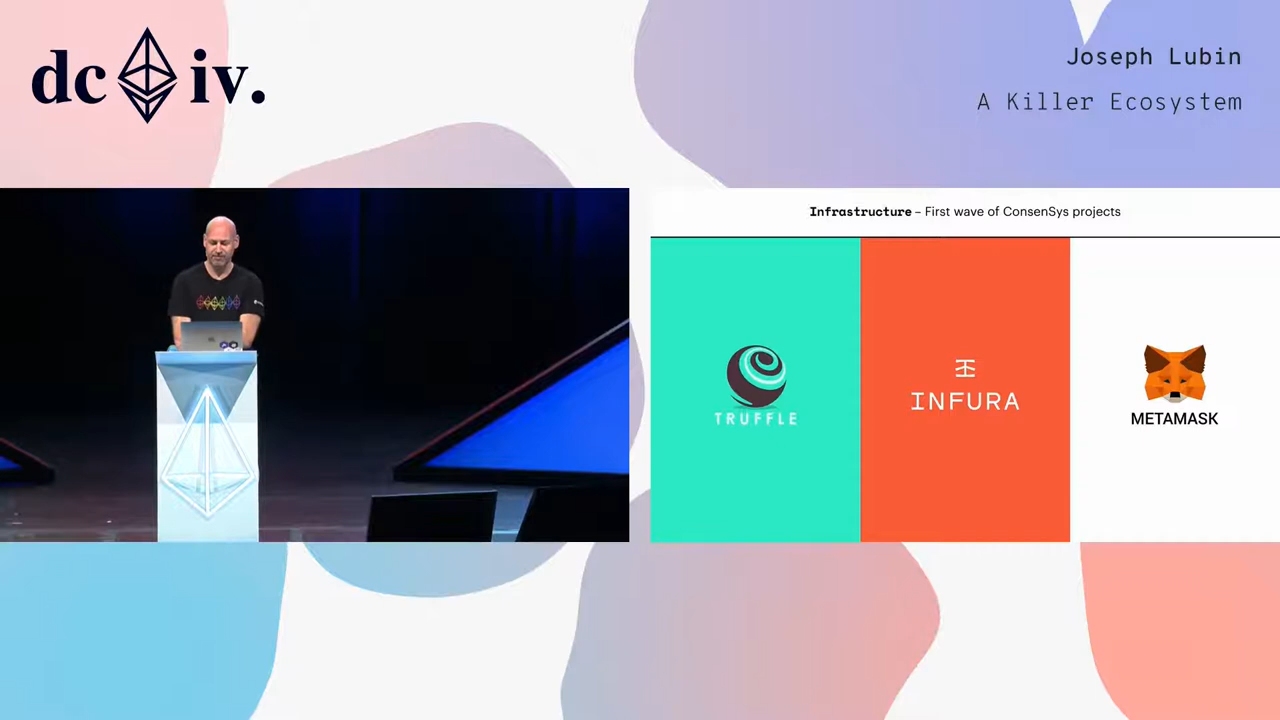 dc iv.
Joseph Lubin
A Killer Ecosystem
Infrastructure – First wave of ConsenSys projects
TRUFFLE
INFURA
METAMASK